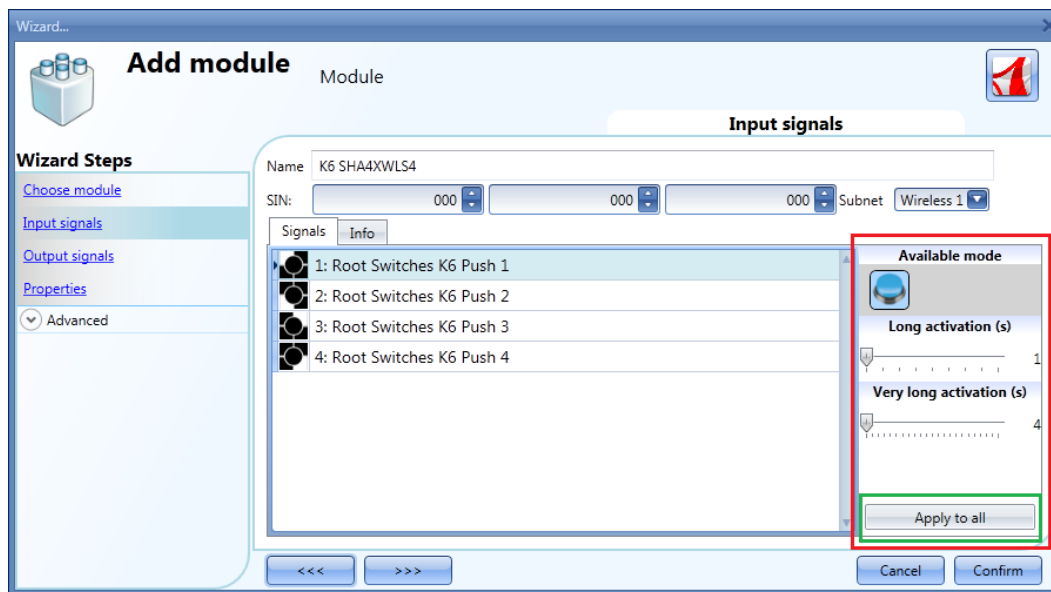 Wizard...
Add module
Module
Input signals
Wizard Steps
Choose module
Input signals
Output signals
Properties
Advanced
Name K6 SHA4XWLS4
SIN: 000 000 000 Subnet Wireless 1
Signals Info
1: Root Switches K6 Push 1
2: Root Switches K6 Push 2
3: Root Switches K6 Push 3
4: Root Switches K6 Push 4
Available mode
Long activation (s)
1
Very long activation (s)
4
Apply to all
<<< >>> Cancel Confirm